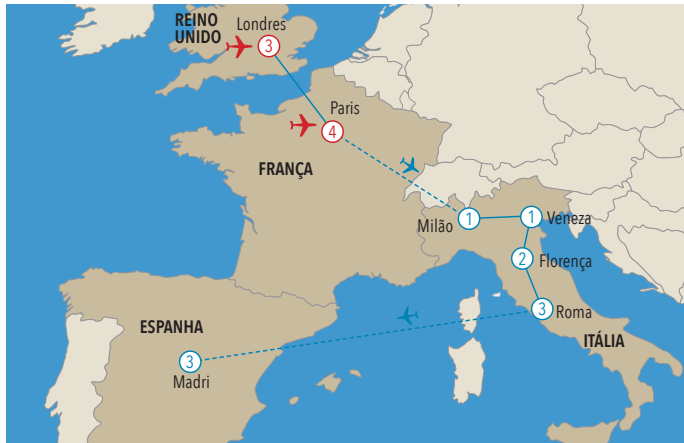 REINO
UNIDO
Londres
3
Paris
4
FRANÇA
Milão
1
1
Veneza
2
Florença
3
Roma
ITÁLIA
ESPANHA
3
Madri